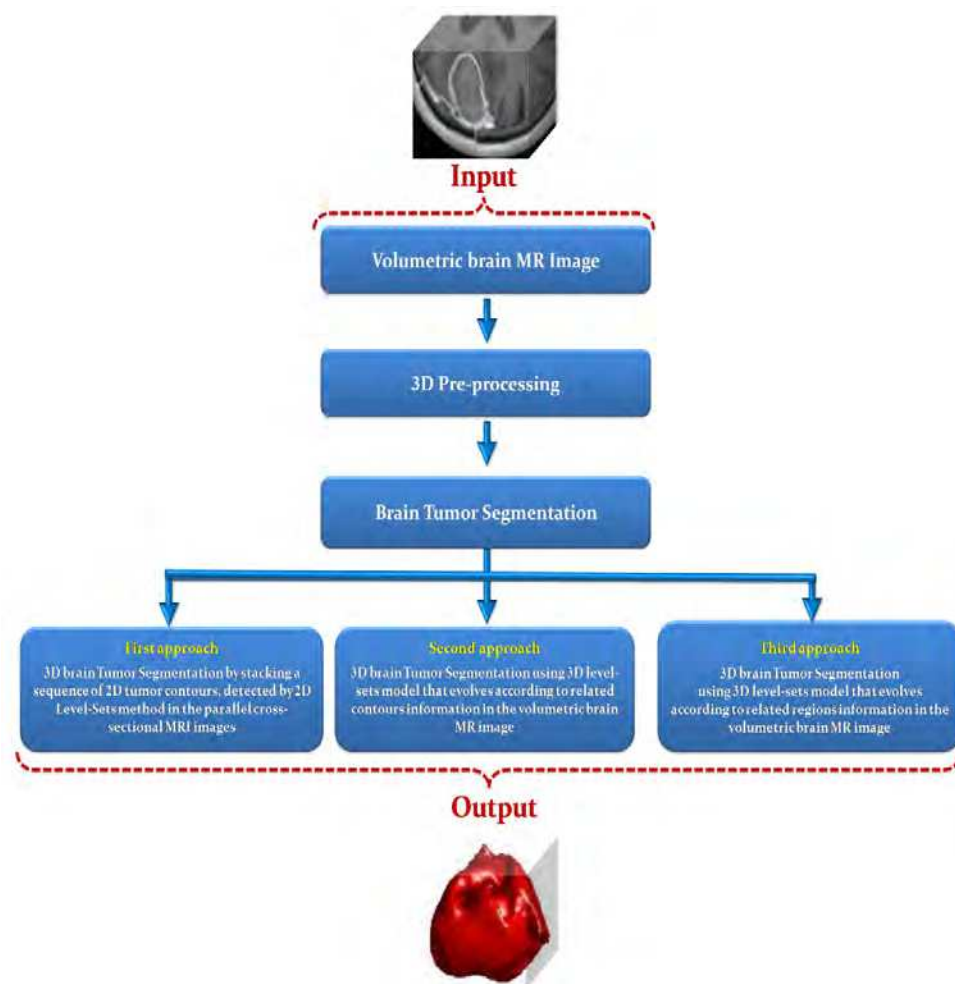 Input
Volumetric brain MR Image
3D Pre-processing
Brain Tumor Segmentation
First approach
3D brain Tumor Segmentation by stacking
a sequence of 2D tumor contours, detected by 2D
Level-Sets method in the parallel cross-
sectional MRI images
Second approach
3D brain Tumor Segmentation using 3D level-
sets model that evolves according to related
contours information in the volumetric brain
MR image
Third approach
3D brain Tumor Segmentation
using 3D level-sets model that evolves
according to related regions information in the
volumetric brain MR image
Output